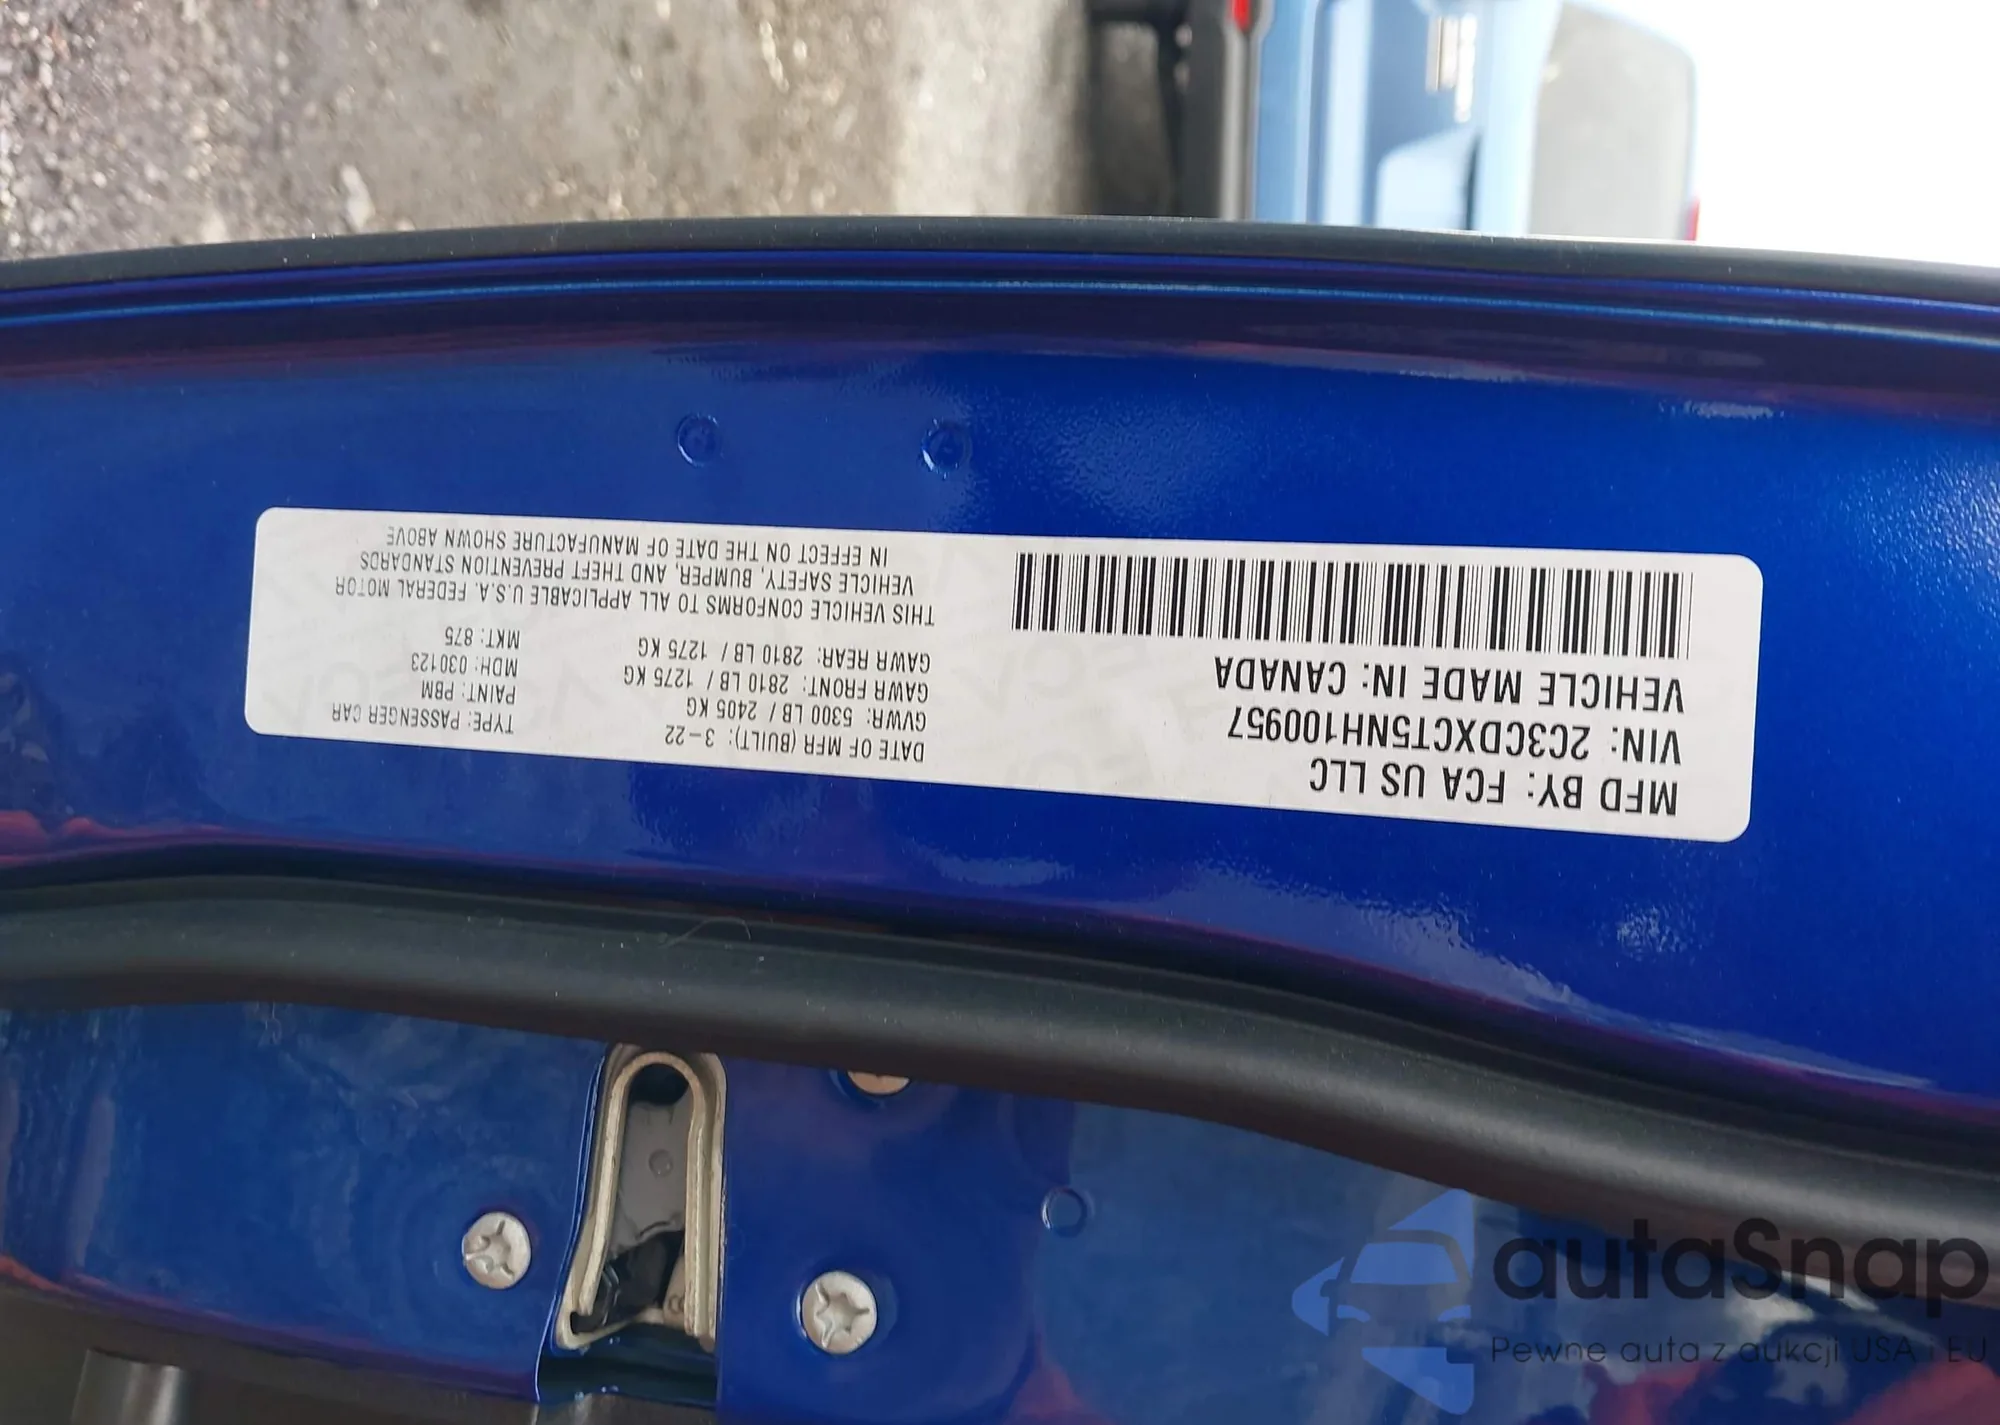 MFD BY: FCA US LLC
VIN: 2C3CDXCT5NH100957
VEHICLE MADE IN: CANADA
DATE OF MFR (BUILT): 3-22
GVWR: 5300 LB / 2405 KG
GAWR FRONT: 2810 LB / 1275 KG
GAWR REAR: 2810 LB / 1275 KG
TYPE: PASSENGER CAR
PAINT: PBM
MDH: 030123
MKT: 875
THIS VEHICLE CONFORMS TO ALL APPLICABLE U.S.A. FEDERAL MOTOR
VEHICLE SAFETY, BUMPER, AND THEFT PREVENTION STANDARDS
IN EFFECT ON THE DATE OF MANUFACTURE SHOWN ABOVE
autaSnap
Pewne auta z aukcji USA i EU